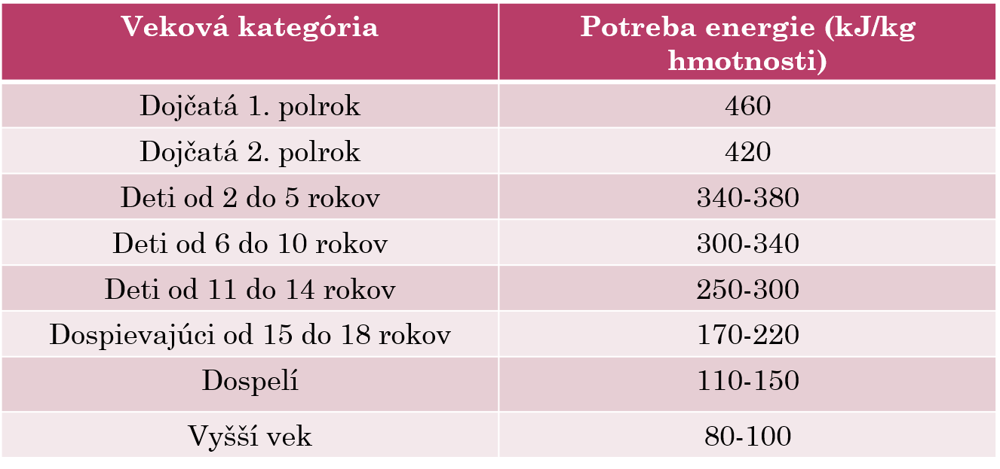 Veková kategória
Potreba energie (kJ/kg
hmotnosti)
Dojčatá 1. polrok
460
Dojčatá 2. polrok
420
Deti od 2 do 5 rokov
340-380
Deti od 6 do 10 rokov
300-340
Deti od 11 do 14 rokov
250-300
Dospievajúci od 15 do 18 rokov
170-220
Dospelí
110-150
Vyšší vek
80-100